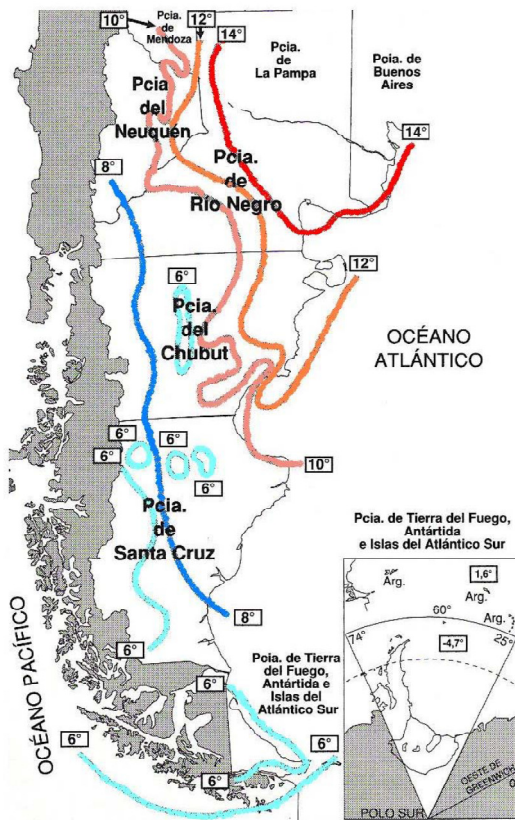 10°
Pcia.
de
Mendoza
12°
14°
Pcia. de
La Pampa
Pcia. de
Buenos
Aires
Pcia
del
Neuquén
14°
8°
Pcia.
de
Río Negro
6°
12°
Pcia.
del
Chubut
OCÉANO
ATLÁNTICO
6°
6°
6°
6°
10°
Pcia.
de
Santa Cruz
8°
6°
Pcia. de Tierra
del Fuego,
Antártida e
Islas del
Atlántico Sur
6°
6°
6°
6°
OCÉANO PACÍFICO
Pcia. de Tierra del Fuego,
Antártida
e Islas del Atlántico Sur
1,6°
Arg.
Arg.
Arg.
60°
74°
25°
-4,7°
OESTE DE
GREENWICH
0
POLO SUR